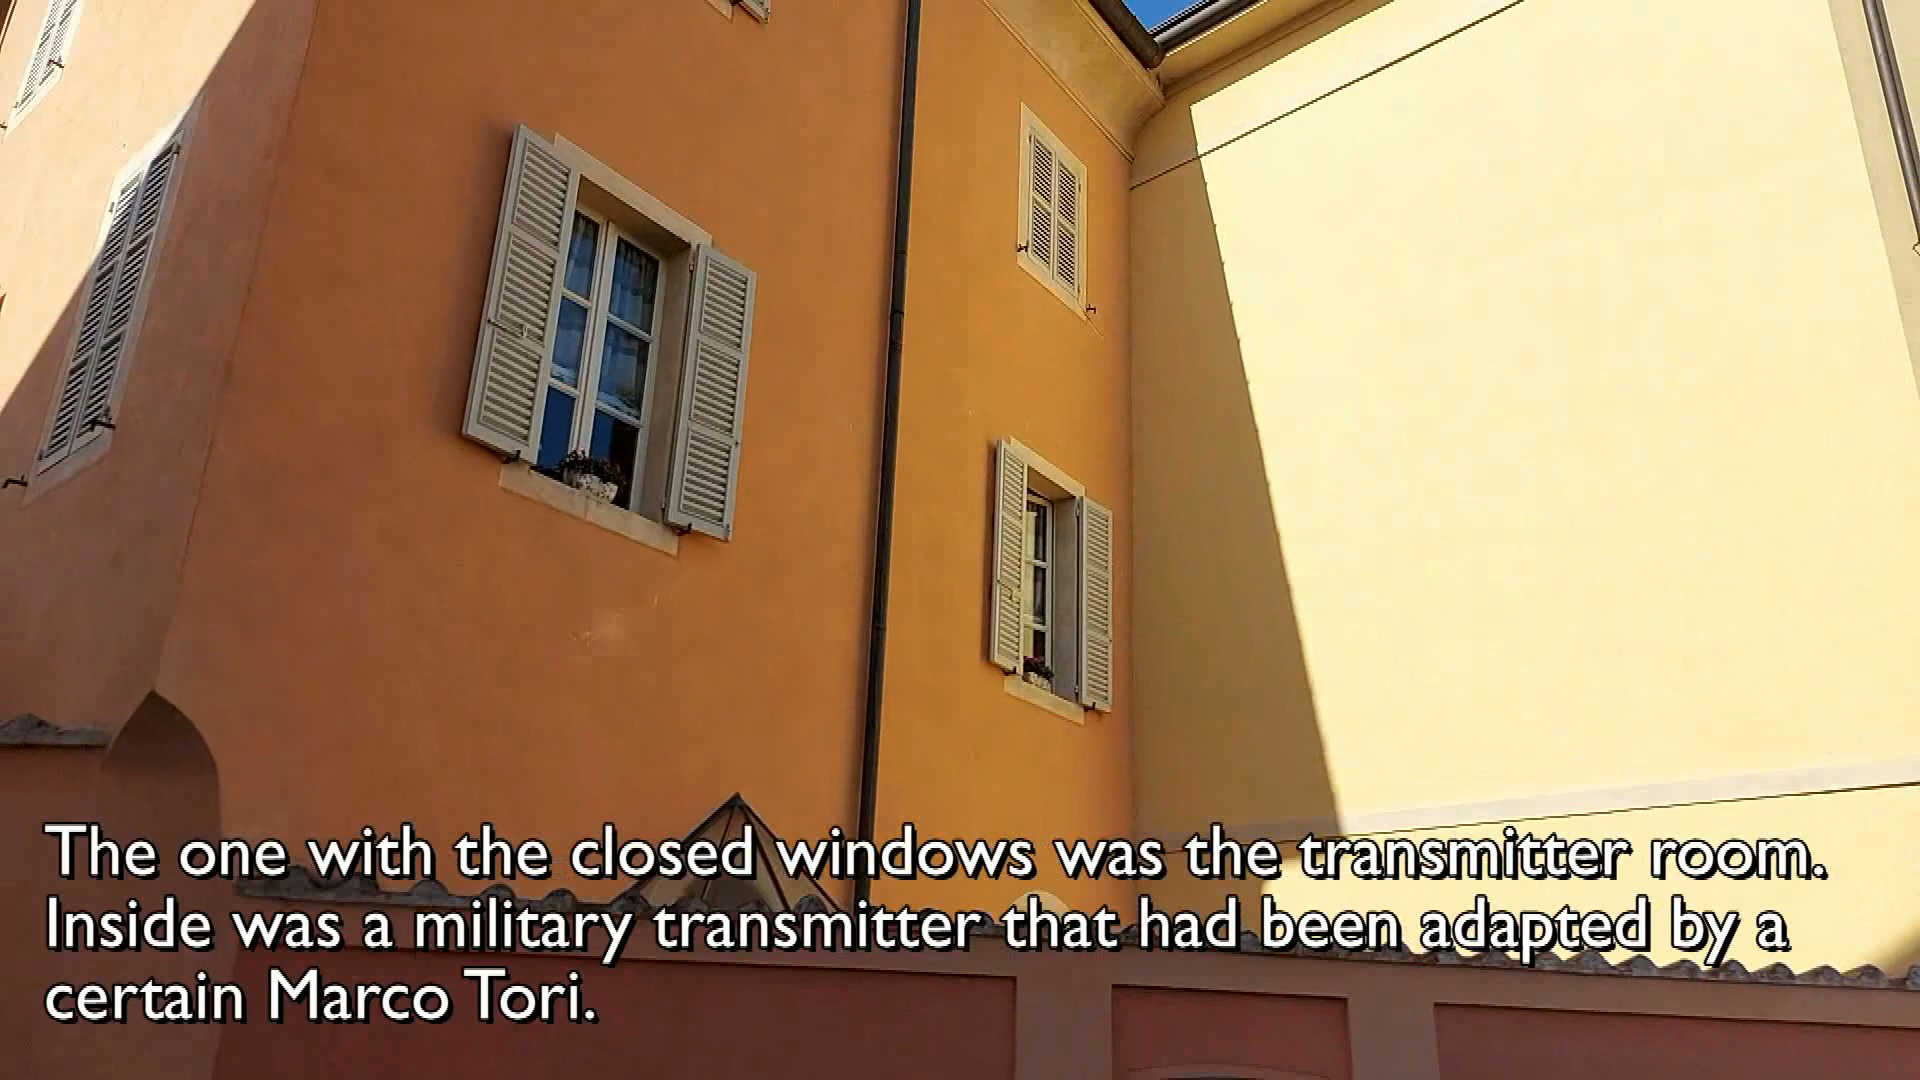 The one with the closed windows was the transmitter room.
Inside was a military transmitter that had been adapted by a
certain Marco Tori.